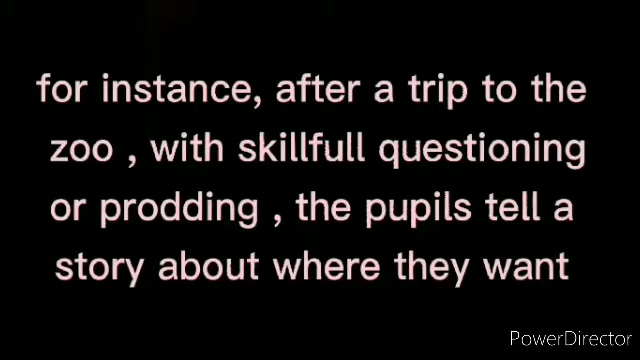 for instance, after a trip to the
zoo , with skillfull questioning
or prodding , the pupils tell a
story about where they want
PowerDirector